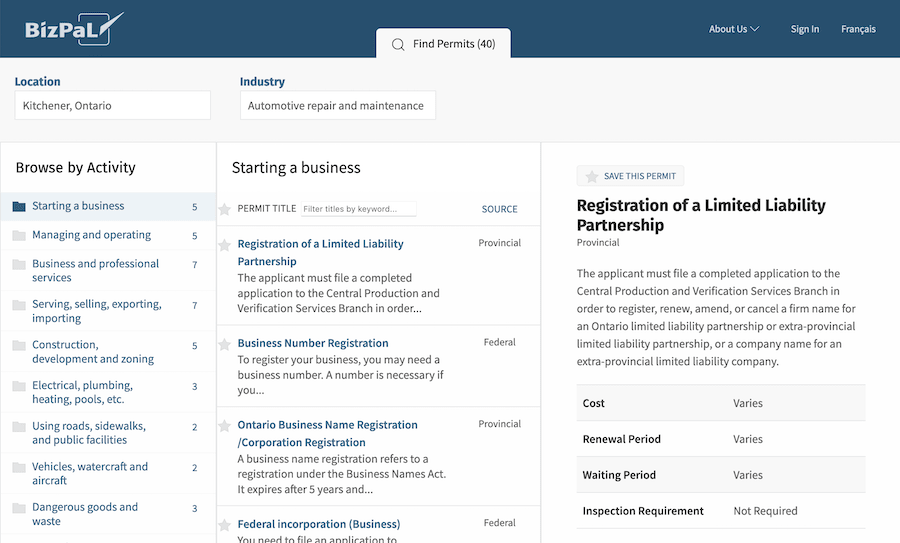 BizPaL
Find Permits (40)
About Us
Sign In
Français
Location
Kitchener, Ontario
Industry
Automotive repair and maintenance
Browse by Activity
Starting a business 5
Managing and operating 5
Business and professional 7
services
Serving, selling, exporting, 7
importing
Construction, 5
development and zoning
Electrical, plumbing, 3
heating, pools, etc.
Using roads, sidewalks, 2
and public facilities
Vehicles, watercraft and 2
aircraft
Dangerous goods and 3
waste
Starting a business
PERMIT TITLE Filter titles by keyword... SOURCE
Registration of a Limited Liability Provincial
Partnership
The applicant must file a completed
application to the Central Production and
Verification Services Branch in order...
Business Number Registration Federal
To register your business, you may need a
business number. A number is necessary if
you...
Ontario Business Name Registration Provincial
/Corporation Registration
A business name registration refers to a
registration under the Business Names Act.
It expires after 5 years and...
Federal incorporation (Business) Federal
You need to file an application to
SAVE THIS PERMIT
Registration of a Limited Liability
Partnership
Provincial
The applicant must file a completed application to the
Central Production and Verification Services Branch in
order to register, renew, amend, or cancel a firm name for
an Ontario limited liability partnership or extra-provincial
limited liability partnership, or a company name for an
extra-provincial limited liability company.
Cost Varies
Renewal Period Varies
Waiting Period Varies
Inspection Requirement Not Required